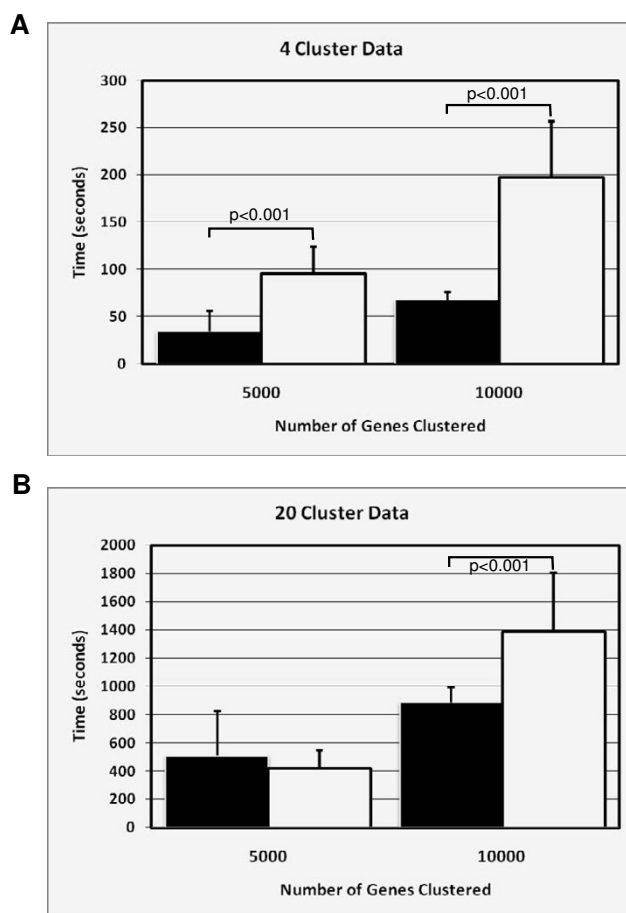 A
4 Cluster Data
300
250
200
150
100
50
0
Time (seconds)
p<0.001
p<0.001
5000
10000
Number of Genes Clustered
B
20 Cluster Data
2000
1800
1600
1400
1200
1000
800
600
400
200
0
Time (seconds)
p<0.001
5000
10000
Number of Genes Clustered